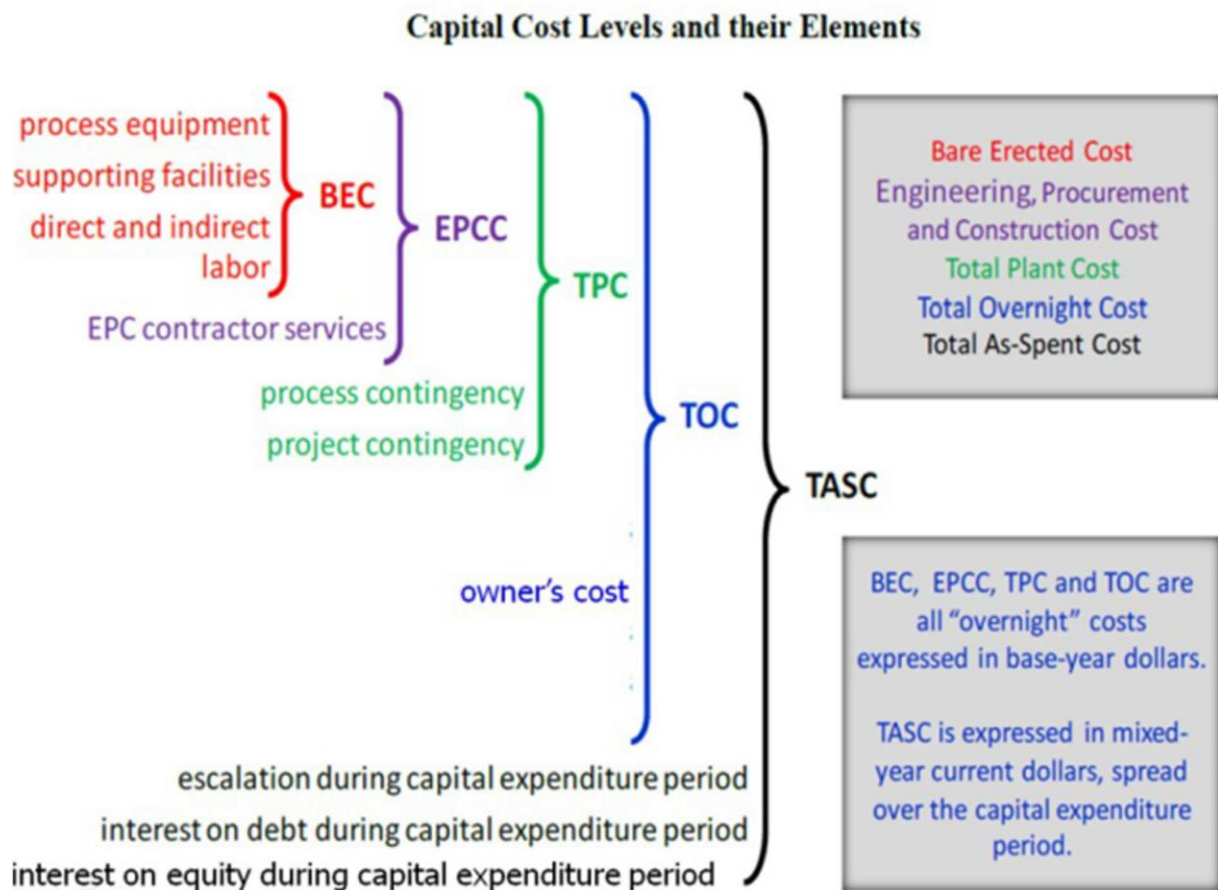 Capital Cost Levels and their Elements
process equipment
supporting facilities
direct and indirect
labor
BEC
EPC contractor services
EPCC
process contingency
project contingency
TPC
owner's cost
TOC
escalation during capital expenditure period
interest on debt during capital expenditure period
interest on equity during capital expenditure period
TASC
Bare Erected Cost
Engineering, Procurement
and Construction Cost
Total Plant Cost
Total Overnight Cost
Total As-Spent Cost
BEC, EPCC, TPC and TOC are
all “overnight” costs
expressed in base-year dollars.
TASC is expressed in mixed-
year current dollars, spread
over the capital expenditure
period.